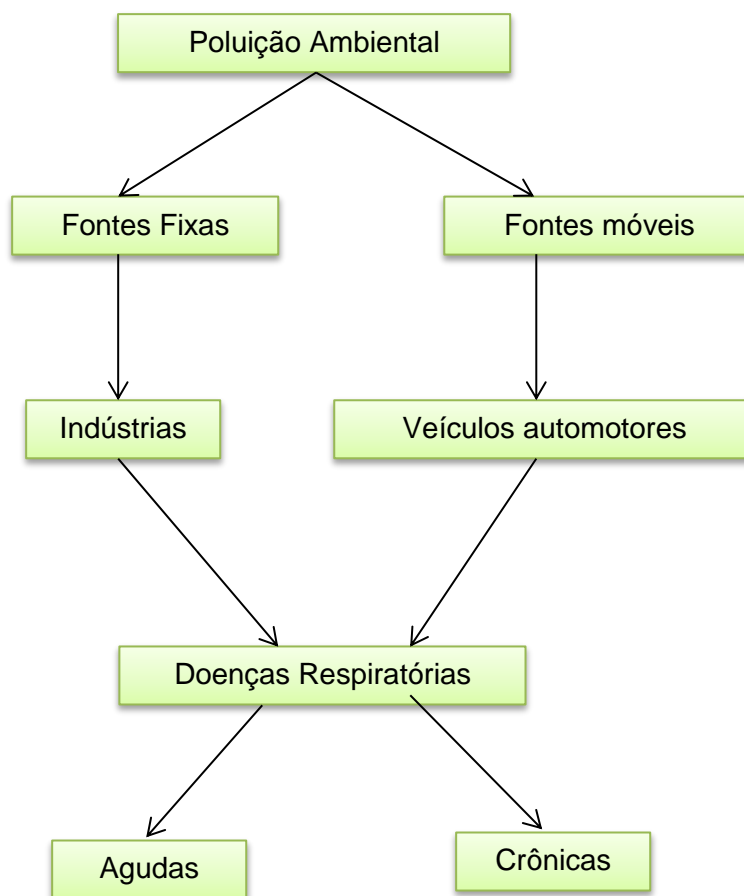 Poluição Ambiental
Fontes Fixas
Fontes móveis
Indústrias
Veículos automotores
Doenças Respiratórias
Agudas
Crônicas